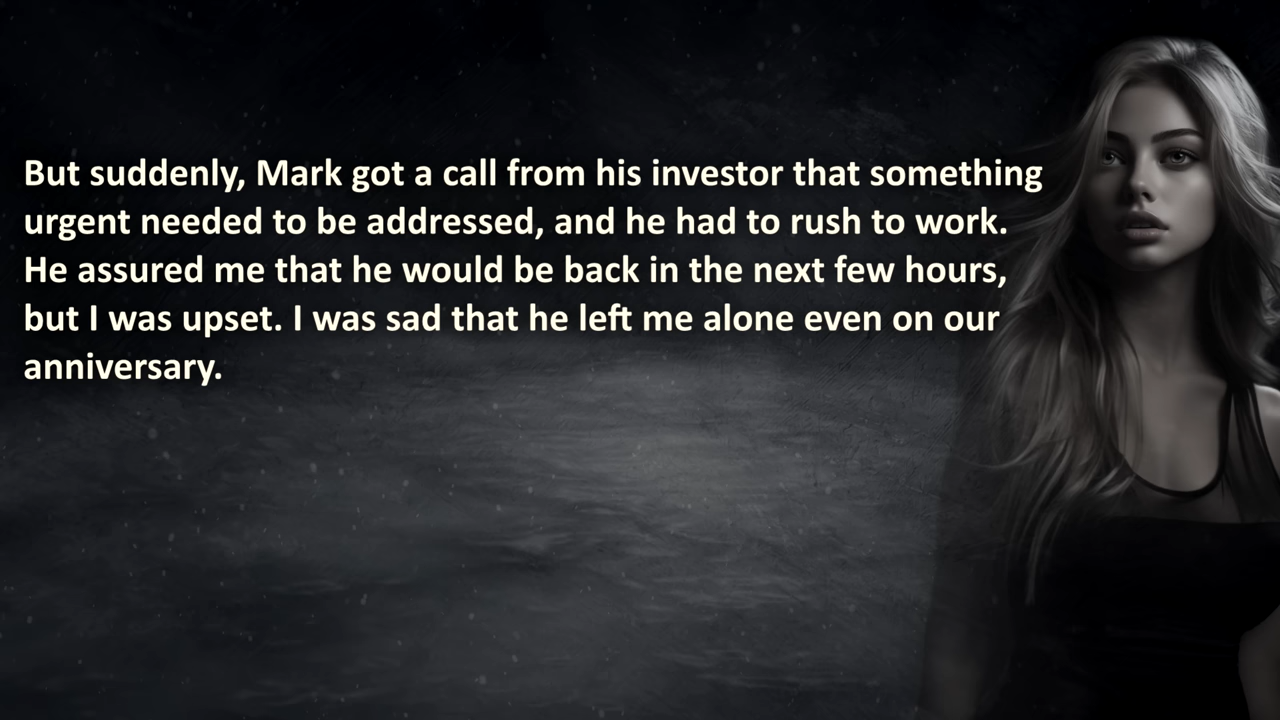 But suddenly, Mark got a call from his investor that something
urgent needed to be addressed, and he had to rush to work.
He assured me that he would be back in the next few hours,
but I was upset. I was sad that he left me alone even on our
anniversary.